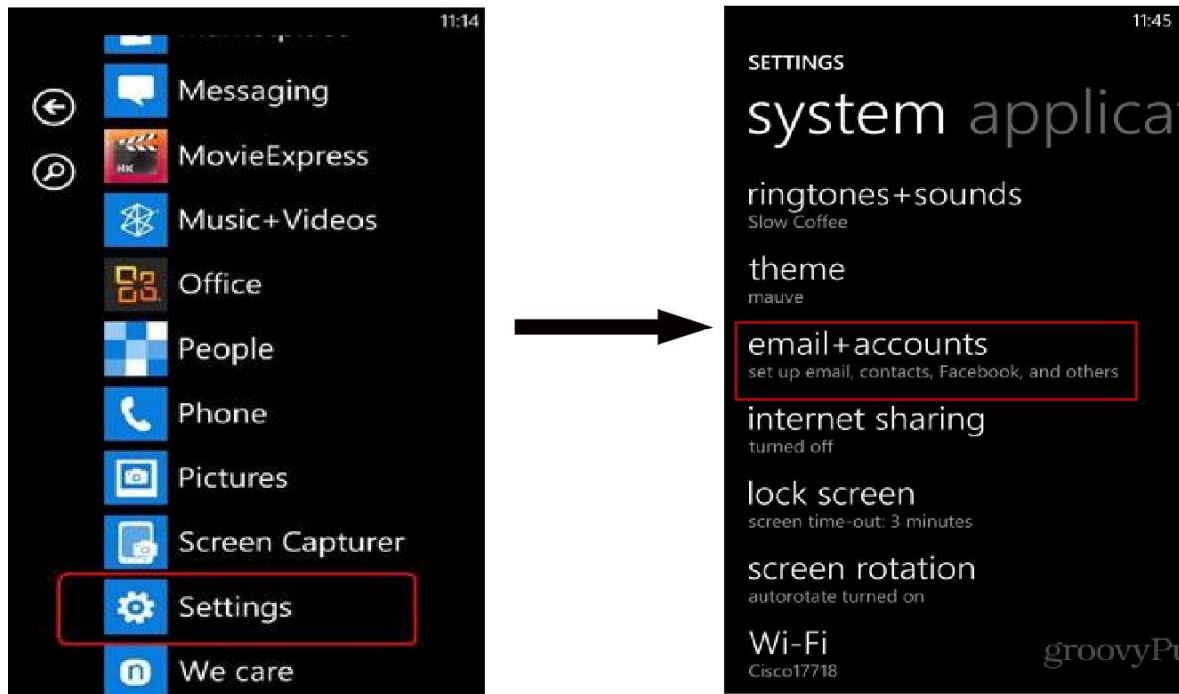 11:14
Messaging
HK
MovieExpress
Music+Videos
Office
People
Phone
Pictures
Screen Capturer
Settings
n
We care
11:45
SETTINGS
system applica
ringtones+sounds
Slow Coffee
theme
mauve
email+accounts
set up email, contacts, Facebook, and others
internet sharing
turned off
lock screen
screen time-out: 3 minutes
screen rotation
autorotate turned on
Wi-Fi
Cisco17718
groovyPu